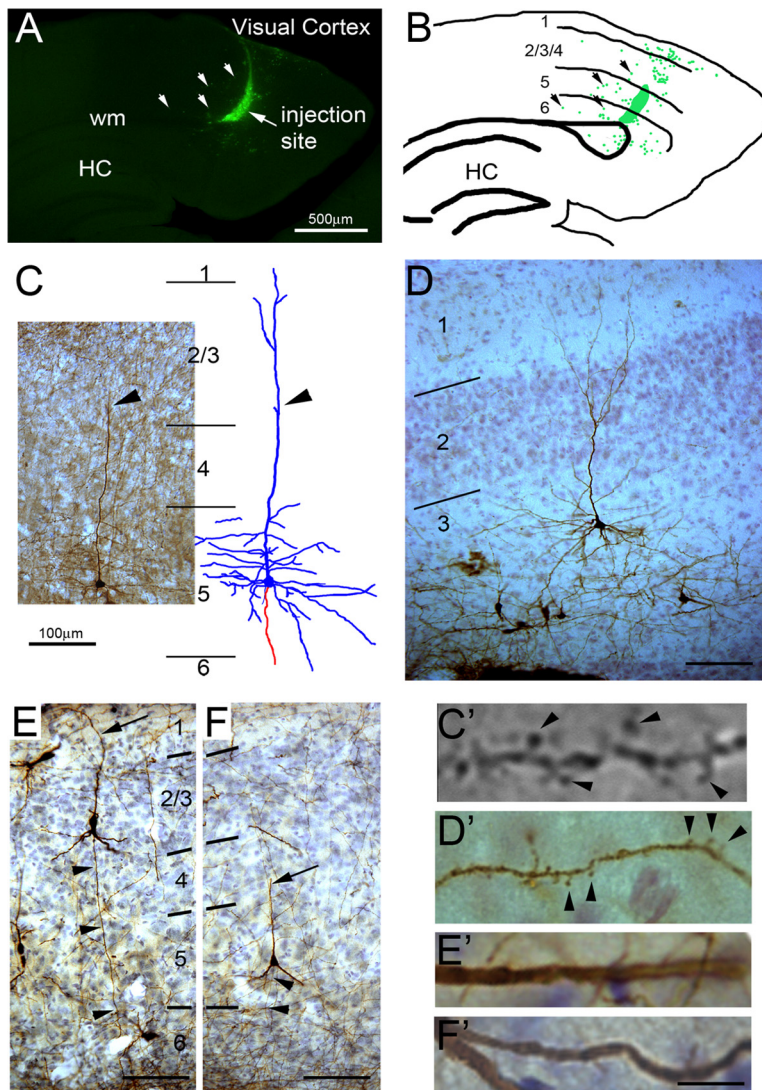 A
Visual Cortex
wm
injection
site
HC
500μm
B
1
2/3/4
5
6
HC
C
1
2/3
4
5
6
100μm
D
1
2
3
E
F
1
2/3
4
5
6
C’
D’
E’
F’